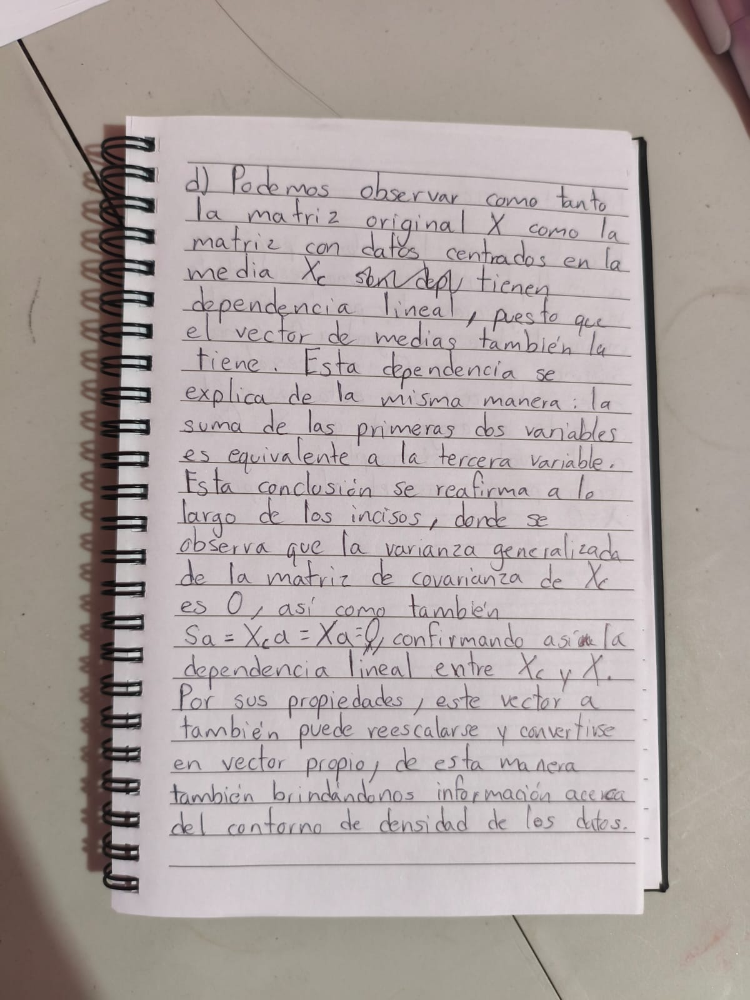 d) Podemos observar como tanto
la matriz original X como la
matriz con datos centrados en la
media Xc tienen
dependencia lineal, puesto que
el vector de medias también la
tiene. Esta dependencia se
explica de la misma manera: la
suma de las primeras dos variables
es equivalente a la tercera variable.
Esta conclusión se reafirma a lo
largo de los incisos, donde se
observa que la varianza generalizada
de la matriz de covarianza de Xc
es 0, así como también
Sa = Xca = Xa = 0, confirmando así la
dependencia lineal entre Xc y X.
Por sus propiedades, este vector a
también puede reescalarse y convertirse
en vector propio, de esta manera
también brindándonos información acerca
del contorno de densidad de los datos.